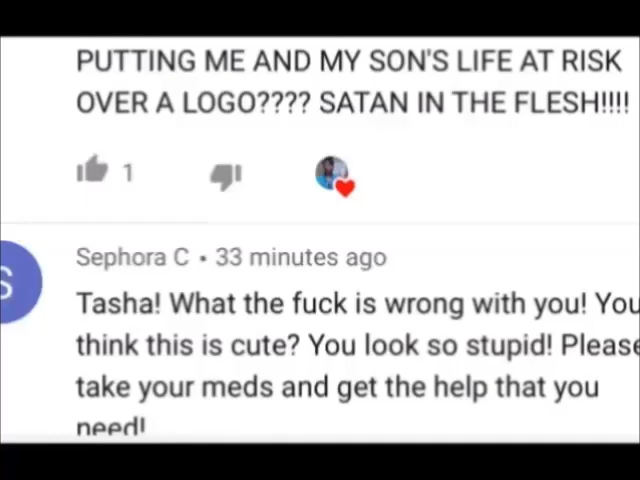 PUTTING ME AND MY SON'S LIFE AT RISK
OVER A LOGO???? SATAN IN THE FLESH!!!!
1
S
Sephora C • 33 minutes ago
Tasha! What the fuck is wrong with you! You
think this is cute? You look so stupid! Please
take your meds and get the help that you
need!